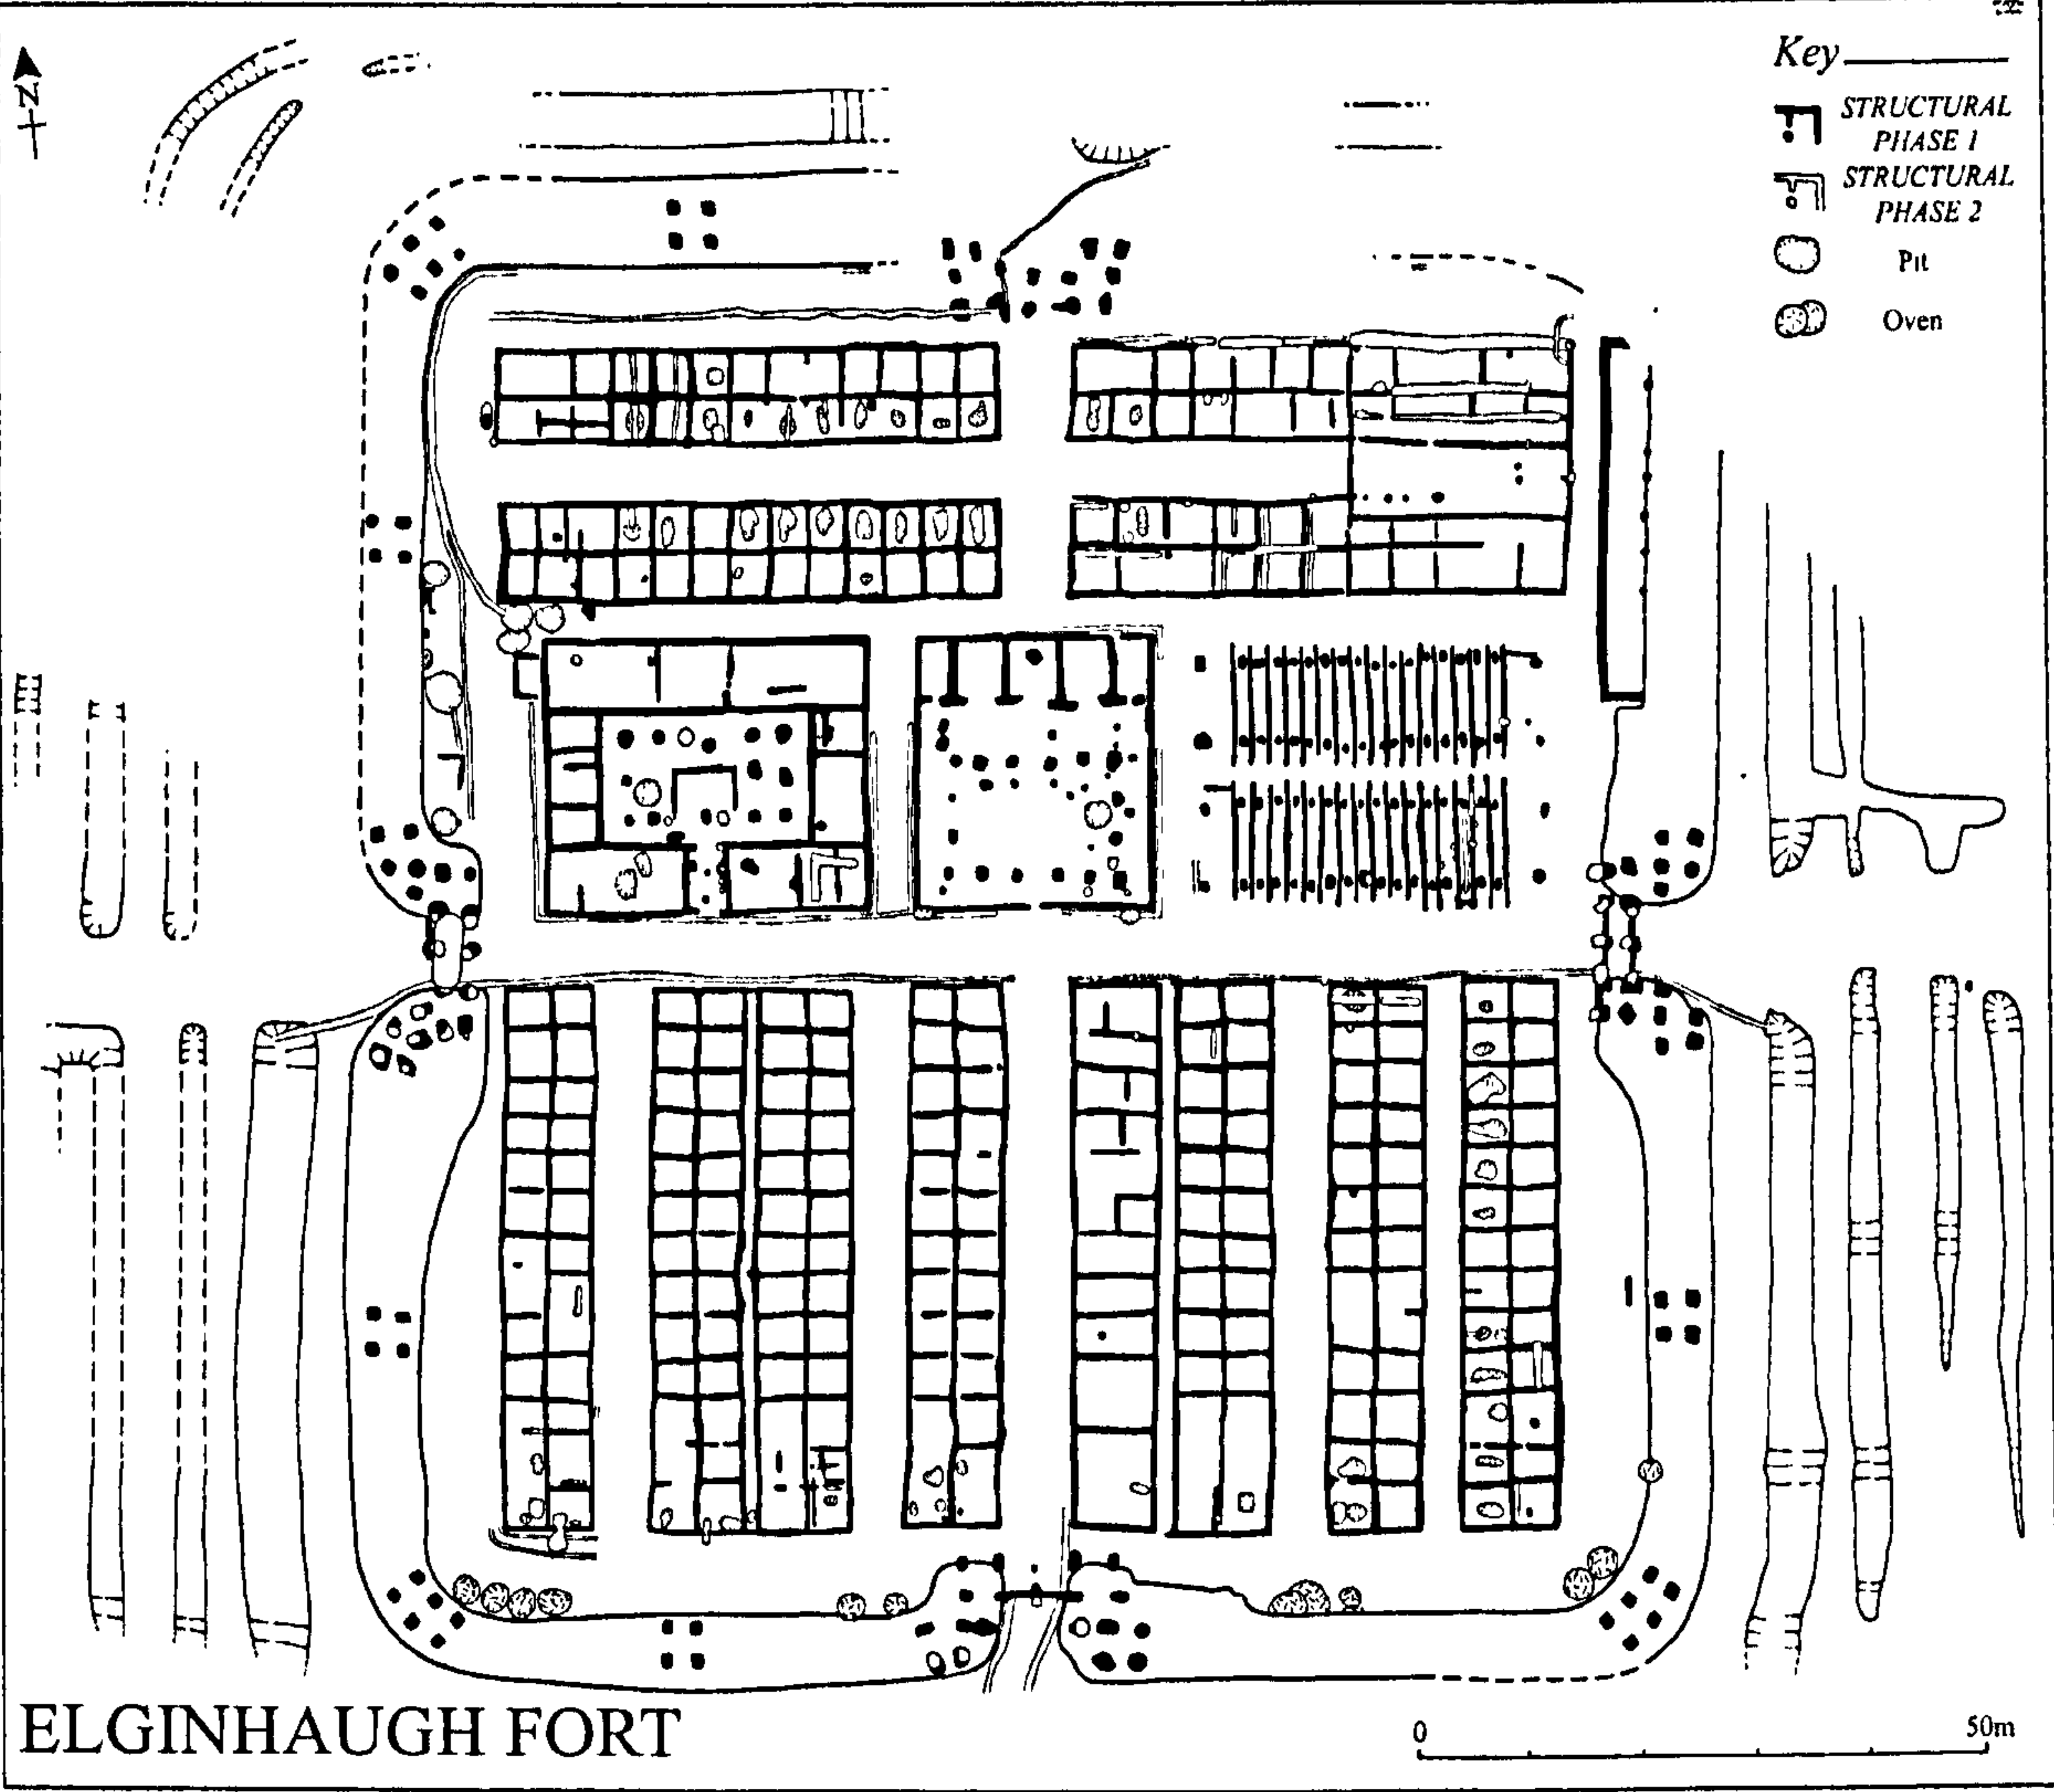 N
Key
STRUCTURAL
PHASE 1
STRUCTURAL
PHASE 2
Pit
Oven
ELGINHAUGH FORT
0 50m